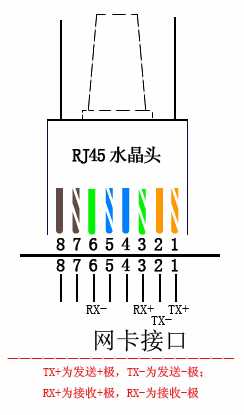 RJ45 水晶头
8 7 6 5 4 3 2 1
8 7 6 5 4 3 2 1
RX- RX+ TX+
TX-
网卡接口
TX+为发送+极，TX-为发送-极；
RX+为接收+极，RX-为接收-极